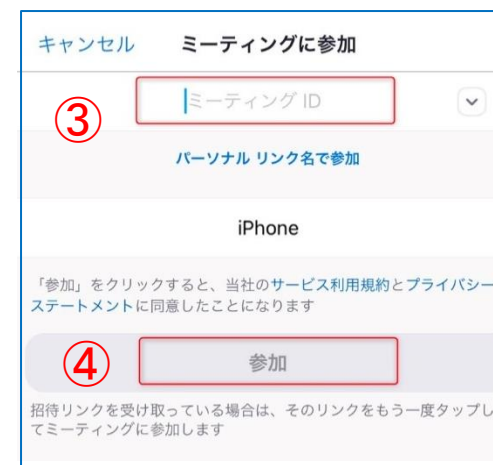 キャンセル ミーティングに参加
③ ミーティング ID
パーソナル リンク名で参加
iPhone
「参加」をクリックすると、当社のサービス利用規約とプライバシー
ステートメントに同意したことになります
④ 参加
招待リンクを受け取っている場合は、そのリンクをもう一度タップし
てミーティングに参加します